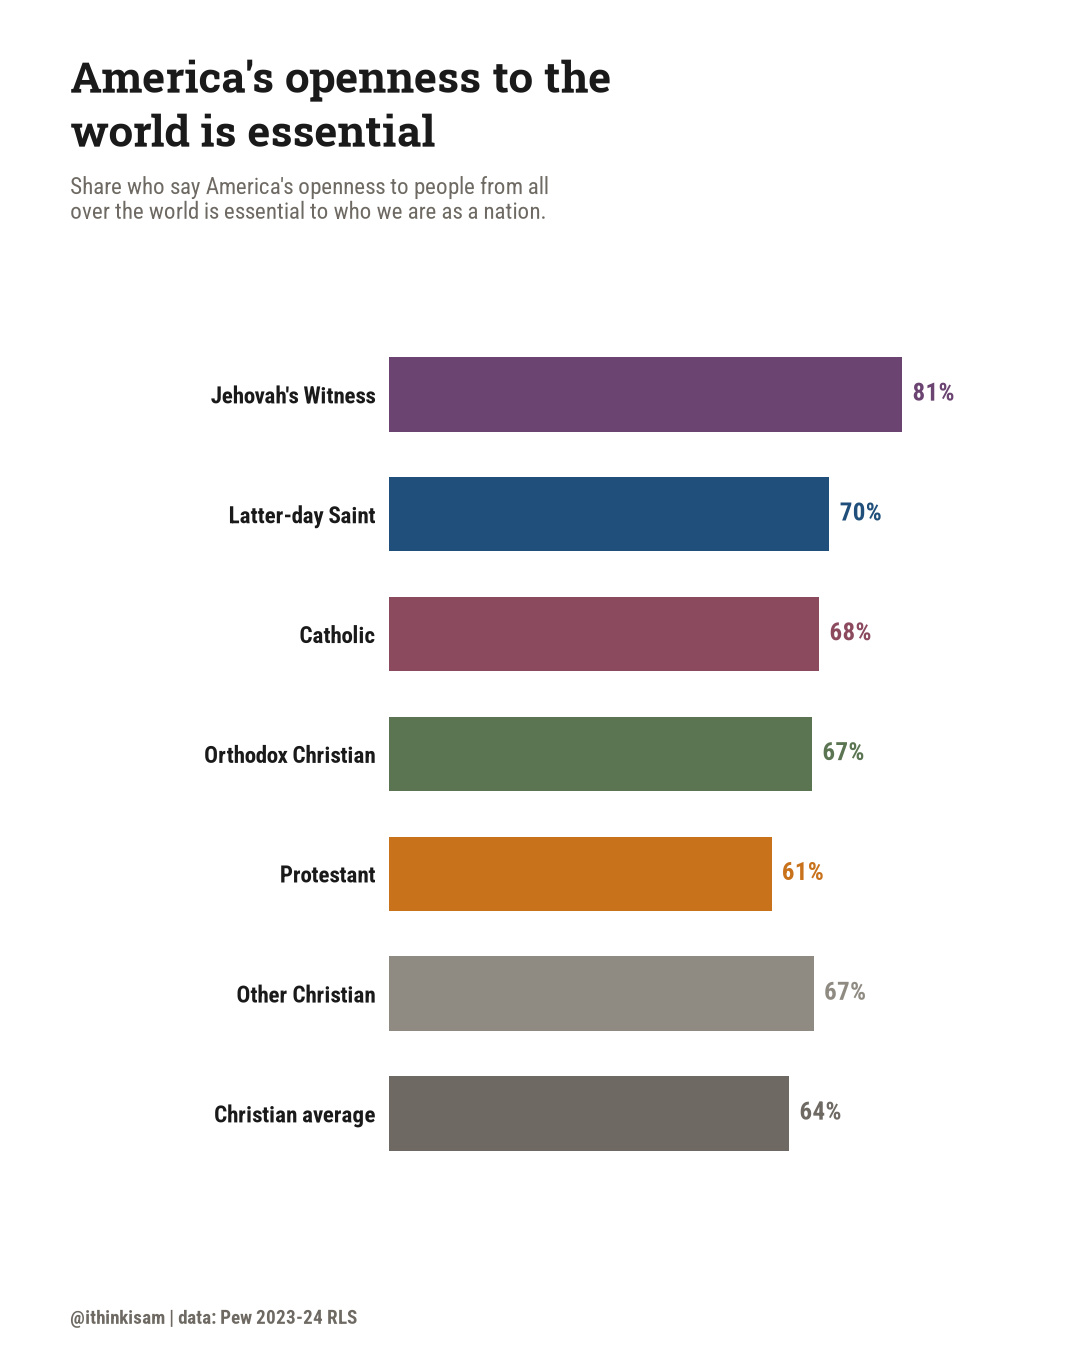 America's openness to the
world is essential
Share who say America's openness to people from all
over the world is essential to who we are as a nation.
Jehovah's Witness 81%
Latter-day Saint 70%
Catholic 68%
Orthodox Christian 67%
Protestant 61%
Other Christian 67%
Christian average 64%
@ithinkisam | data: Pew 2023-24 RLS